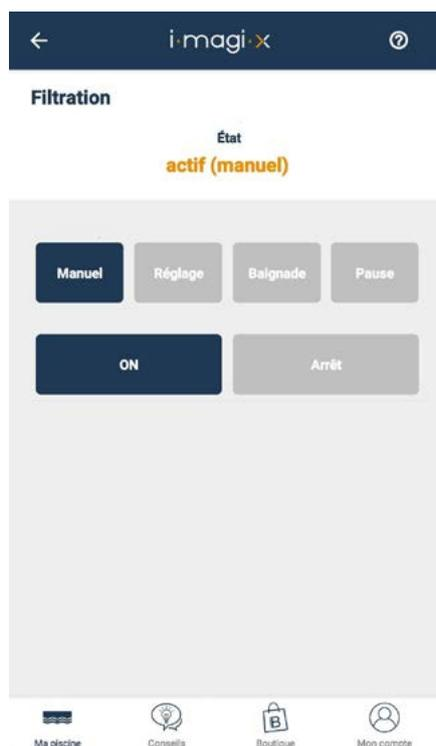 i·magi·x
Filtration
État
actif (manuel)
Manuel Réglage Baignade Pause
ON Arrêt
B
Ma piscine Conseils Boutique Mon compte